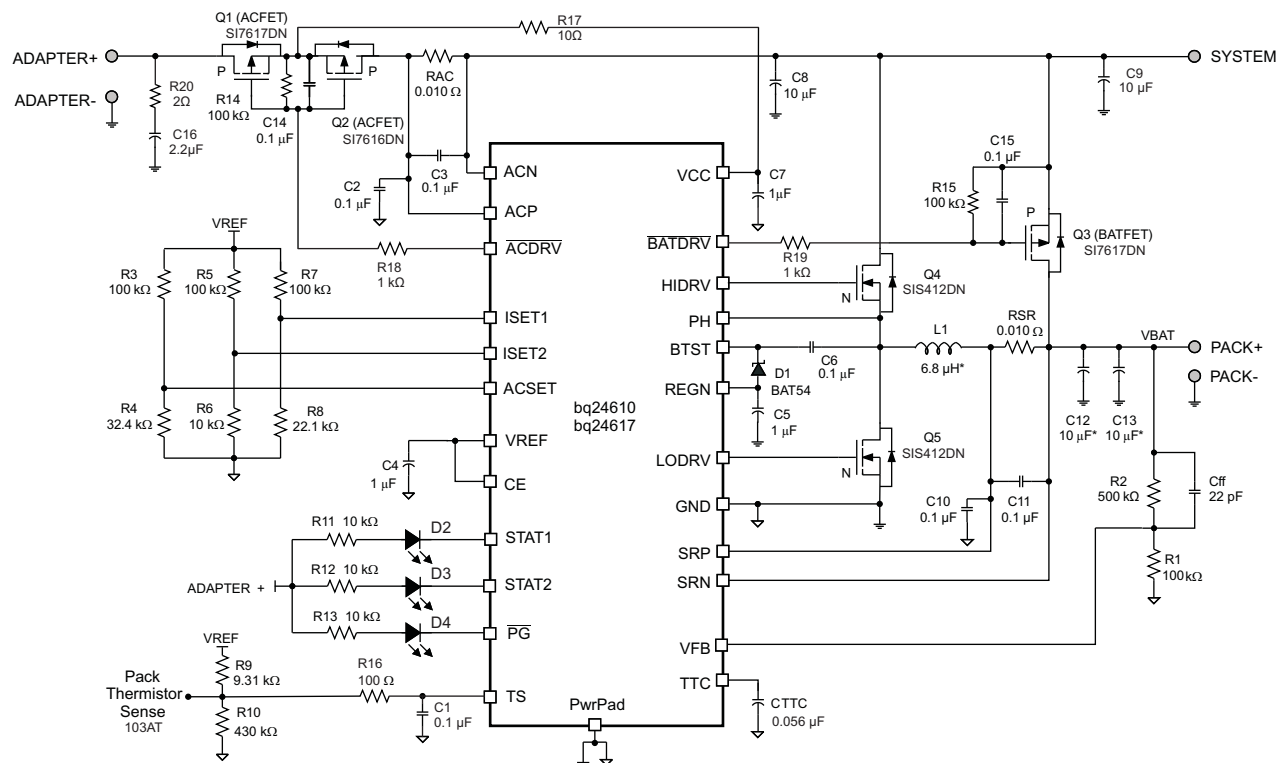 Q1 (ACFET)
SI7617DN
R17
10Ω
ADAPTER+
P
P
RAC
0.010 Ω
SYSTEM
C8
10 µF
C9
10 µF
R20
2Ω
ADAPTER-
R14
100 kΩ
C14
0.1 µF
Q2 (ACFET)
SI7616DN
C16
2.2µF
C3
0.1 µF
C2
0.1 µF
ACN
ACP
ACDRV
R18
1 kΩ
VCC
C7
1µF
C15
0.1 µF
R15
100 kΩ
P
Q3 (BATFET)
SI7617DN
BATDRV
R19
1 kΩ
VREF
R3
100 kΩ
R5
100 kΩ
R7
100 kΩ
HIDRV
N
Q4
SIS412DN
ISET1
PH
ISET2
BTST
C6
0.1 µF
L1
6.8 µH*
RSR
0.010 Ω
VBAT
PACK+
PACK-
ACSET
REGN
D1
BAT54
C5
1 µF
R4
32.4 kΩ
R6
10 kΩ
R8
22.1 kΩ
bq24610
bq24617
C12
10 µF*
C13
10 µF*
VREF
C4
1 µF
CE
LODRV
N
Q5
SIS412DN
GND
R2
500 kΩ
Cff
22 pF
C10
0.1 µF
C11
0.1 µF
R11 10 kΩ
D2
STAT1
SRP
R1
100kΩ
ADAPTER +
R12 10 kΩ
D3
STAT2
SRN
R13 10 kΩ
D4
PG
VFB
VREF
R9
9.31 kΩ
Pack
Thermistor
Sense
103AT
R16
100 Ω
TS
TTC
R10
430 kΩ
C1
0.1 µF
PwrPad
CTTC
0.056 µF